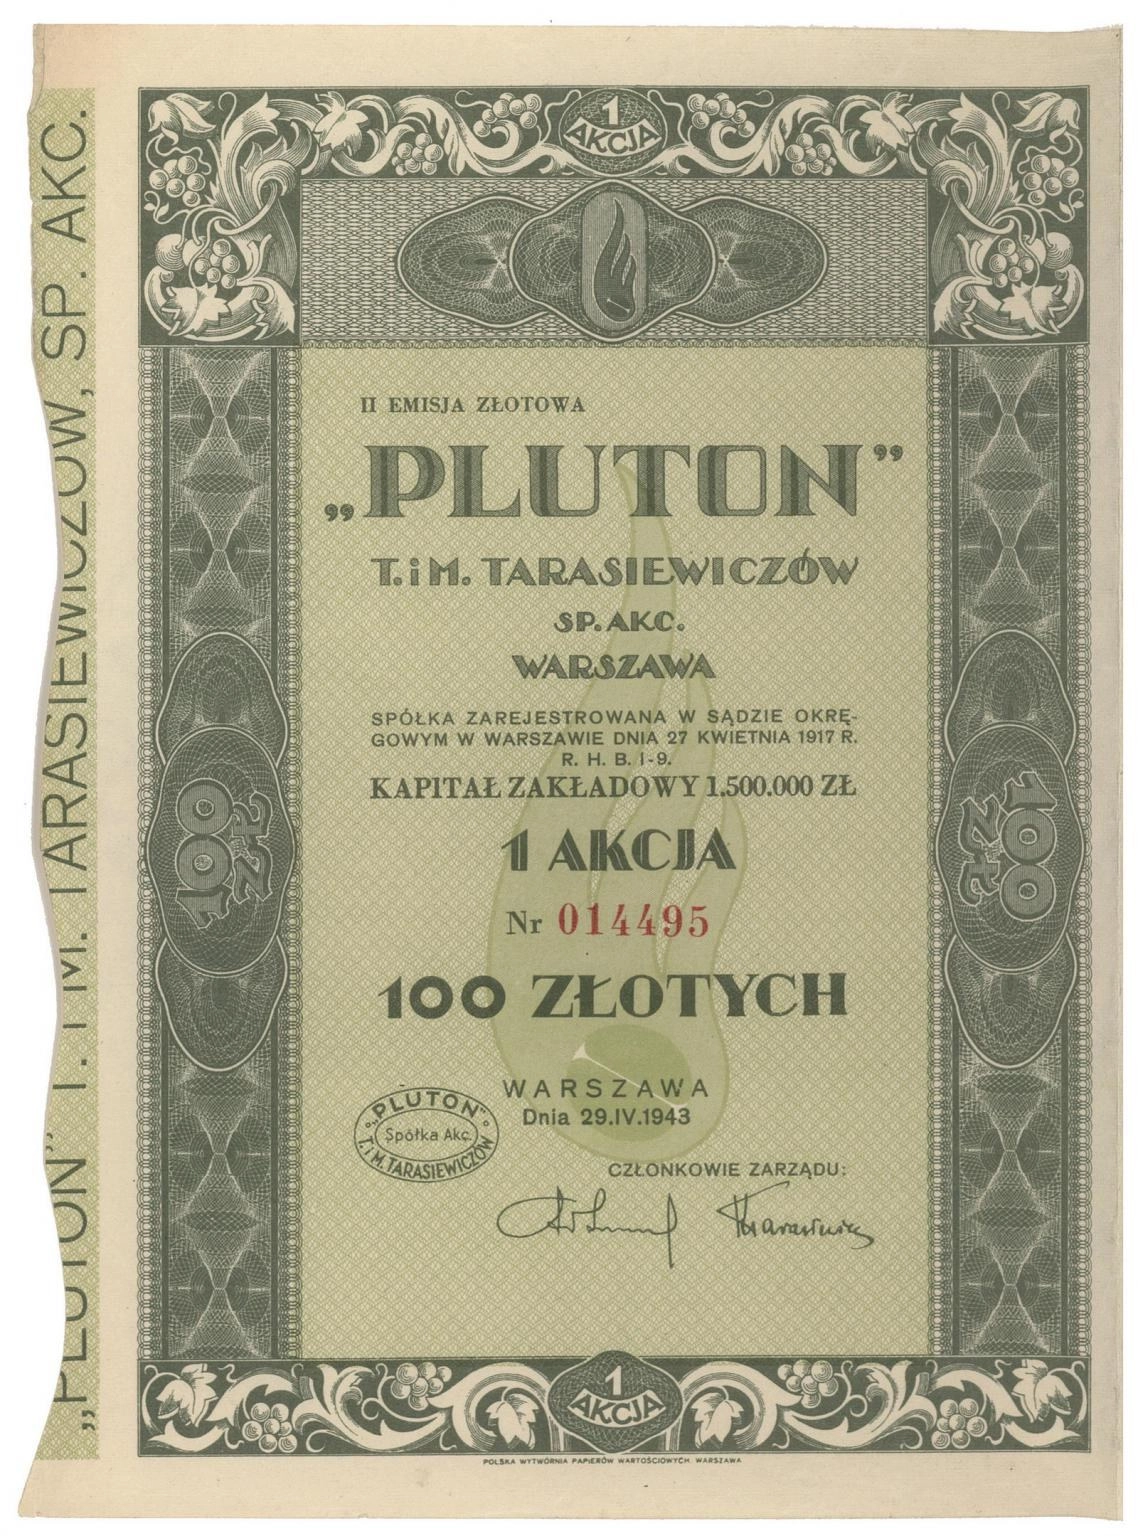 1
AKCJA
II EMISJA ZŁOTOWA
„PLUTON”
T. i M. TARASIEWICZÓW
SP. AKC.
WARSZAWA
SPÓŁKA ZAREJESTROWANA W SĄDZIE OKRĘ-
GOWYM W WARSZAWIE DNIA 27 KWIETNIA 1917 R.
R. H. B. I-9.
KAPITAŁ ZAKŁADOWY 1.500.000 ZŁ
1 AKCJA
Nr 014495
100 ZŁOTYCH
WARSZAWA
Dnia 29.IV.1943
„PLUTON”
Spółka Akc.
T. i M. TARASIEWICZÓW
CZŁONKOWIE ZARZĄDU:
100
ZŁ
100
ZŁ
1
AKCJA
POLSKA WYTWÓRNIA PAPIERÓW WARTOŚCIOWYCH WARSZAWA
„PLUTON” T. i M. TARASIEWICZÓW, SP. AKC.